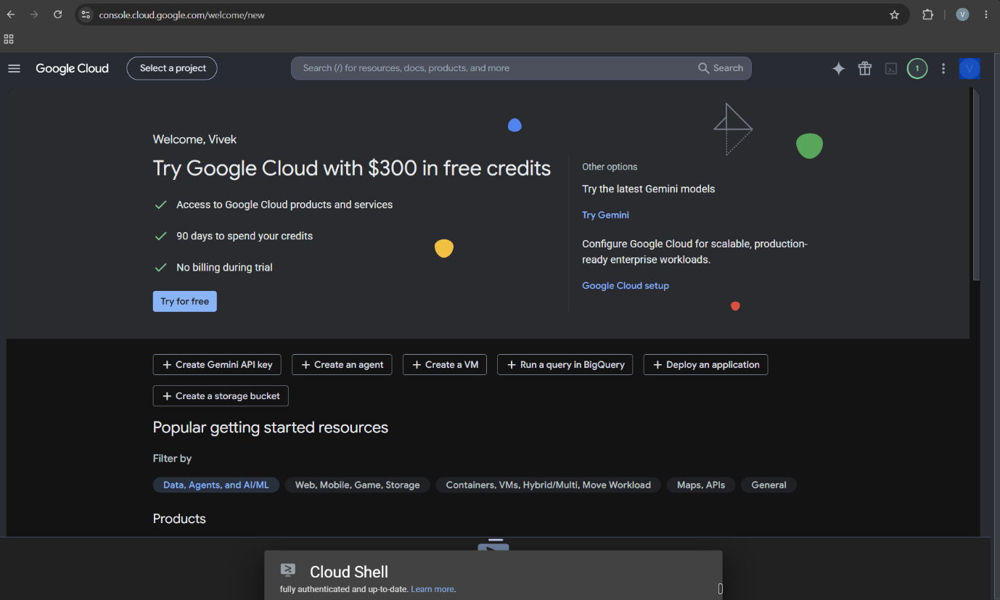 console.cloud.google.com/welcome/new
V
Google Cloud
Select a project
Search (/) for resources, docs, products, and more
Search
1
V
Welcome, Vivek
Try Google Cloud with $300 in free credits
Access to Google Cloud products and services
90 days to spend your credits
No billing during trial
Try for free
Other options
Try the latest Gemini models
Try Gemini
Configure Google Cloud for scalable, production-
ready enterprise workloads.
Google Cloud setup
Create Gemini API key
Create an agent
Create a VM
Run a query in BigQuery
Deploy an application
Create a storage bucket
Popular getting started resources
Filter by
Data, Agents, and AI/ML
Web, Mobile, Game, Storage
Containers, VMs, Hybrid/Multi, Move Workload
Maps, APIs
General
Products
Cloud Shell
fully authenticated and up-to-date. Learn more.